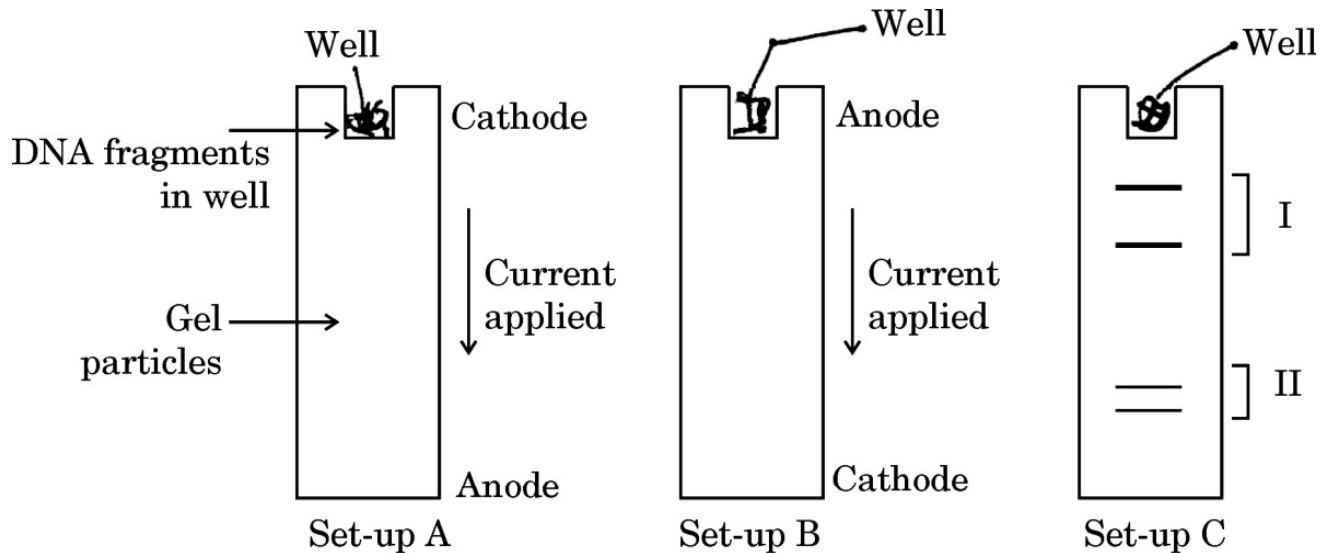 Well
DNA fragments
in well
Cathode
Current
applied
Gel
particles
Anode
Set-up A
Well
Anode
Current
applied
Cathode
Set-up B
Well
I
II
Set-up C